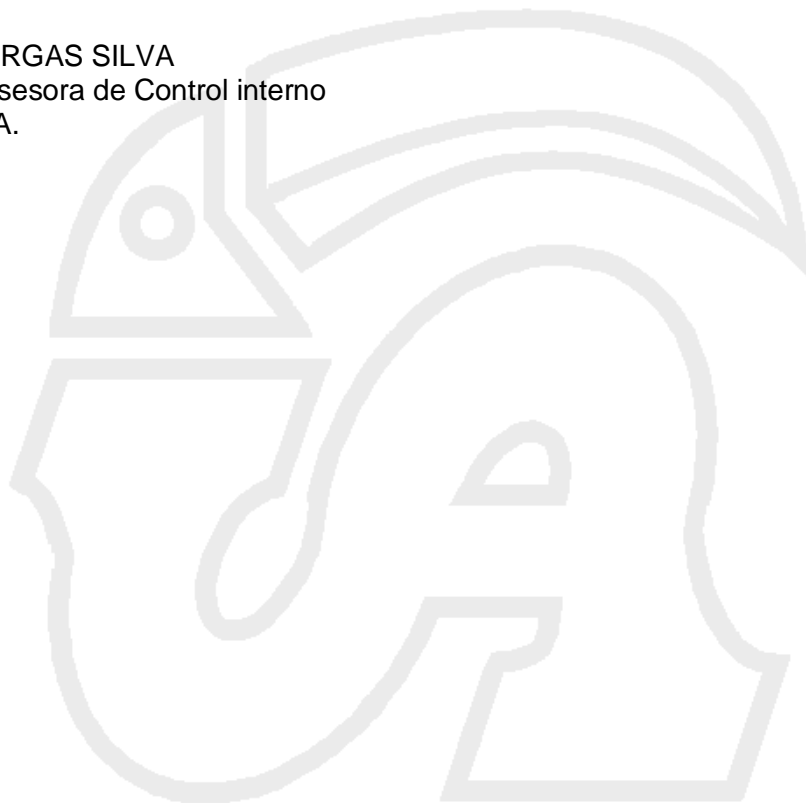 RGAS SILVA
sesora de Control interno
A.